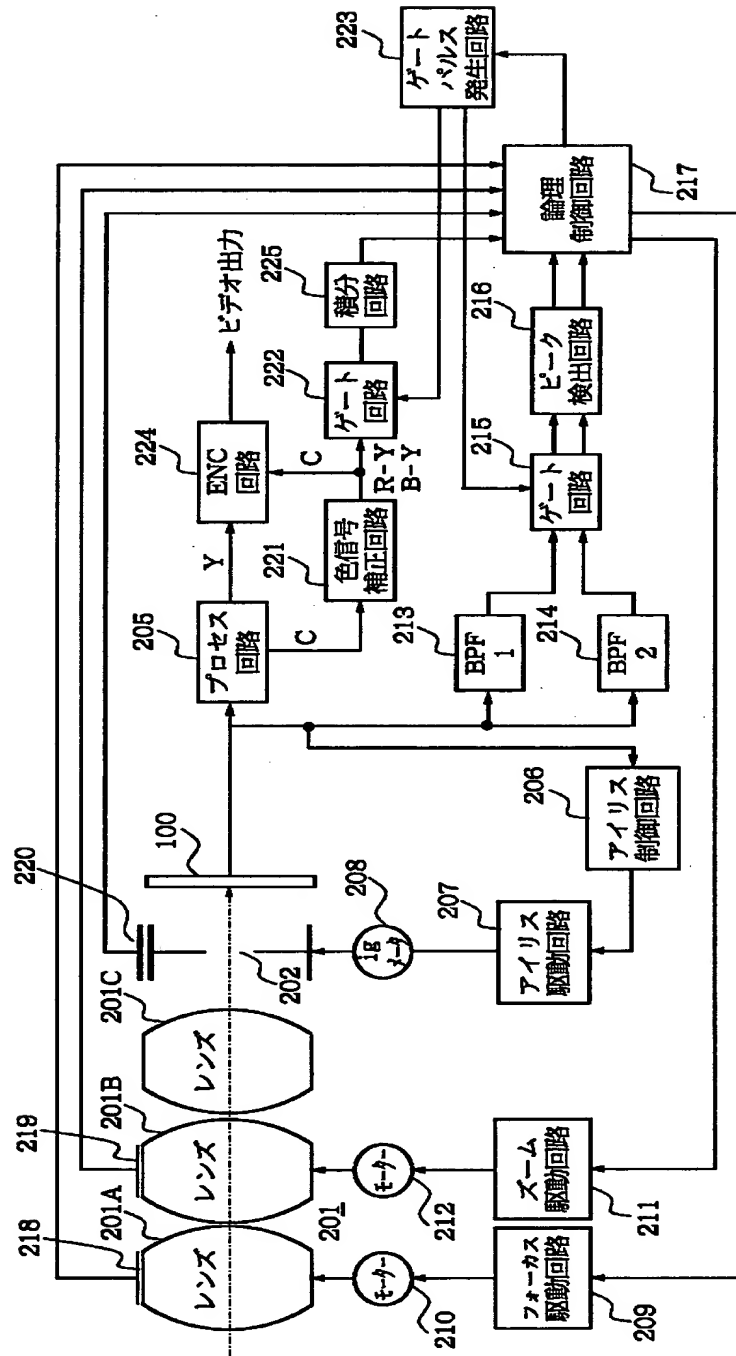 218
201A
219
201B
201C
220
100
レンズ
レンズ
レンズ
201
202
モーター
210
モーター
212
igメータ
208
フォーカス
駆動回路
209
ズーム
駆動回路
211
アイリス
駆動回路
207
アイリス
制御回路
206
205
プロセス
回路
Y
C
224
ENC
回路
ビデオ出力
C
221
色信号
補正回路
R-Y
B-Y
222
ゲート
回路
225
積分
回路
213
BPF
1
214
BPF
2
215
ゲート
回路
216
ピーク
検出回路
論理
制御回路
217
ゲート
パルス
発生回路
223